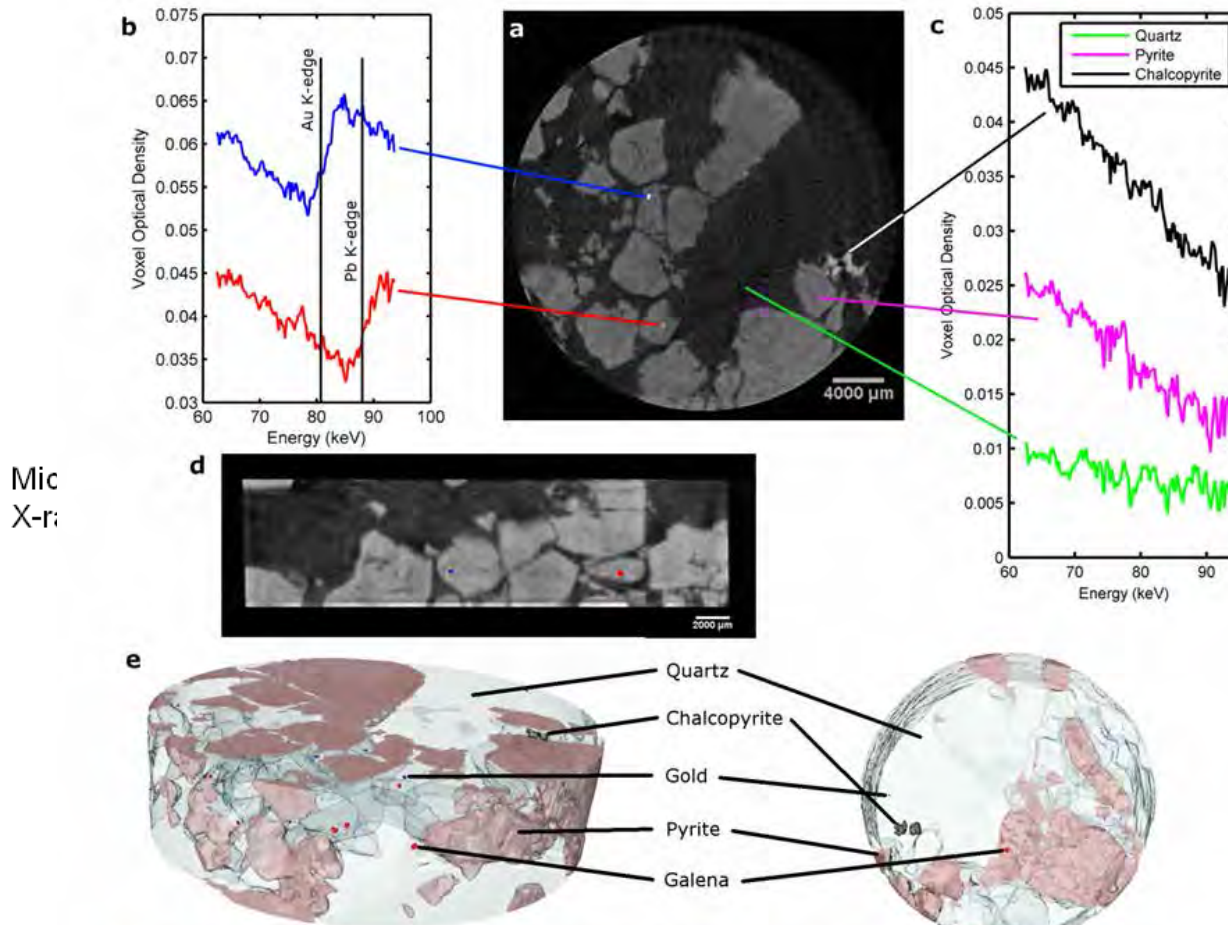 b
0.075
0.07
0.065
0.06
0.055
0.05
0.045
0.04
0.035
0.03
Voxel Optical Density
Au K-edge
Pb K-edge
60
70
80
90
100
Energy (keV)
a
4000 μm
c
Quartz
Pyrite
Chalcopyrite
0.05
0.045
0.04
0.035
0.03
0.025
0.02
0.015
0.01
0.005
0
Voxel Optical Density
60
70
80
90
Energy (keV)
d
2000 μm
e
Quartz
Chalcopyrite
Gold
Pyrite
Galena